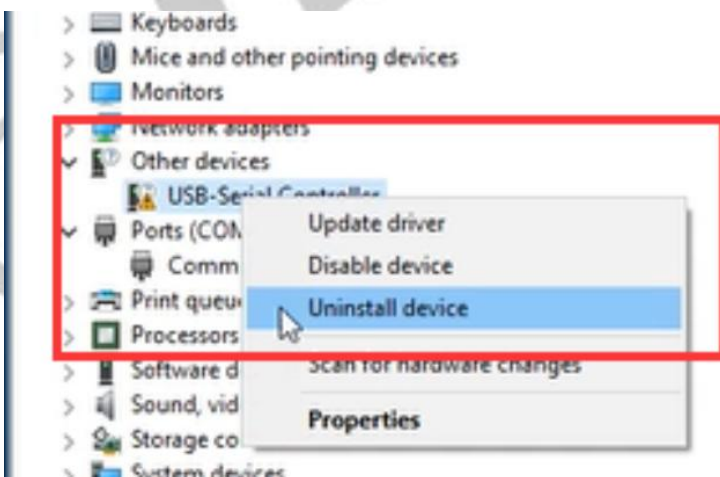 Keyboards
Mice and other pointing devices
Monitors
Network adapters
Other devices
USB-Serial Controller
Update driver
Ports (COM
Disable device
Comm
Uninstall device
Print queu
Processors
Scan for hardware changes
Software d
Sound, vid
Properties
Storage co
System devices